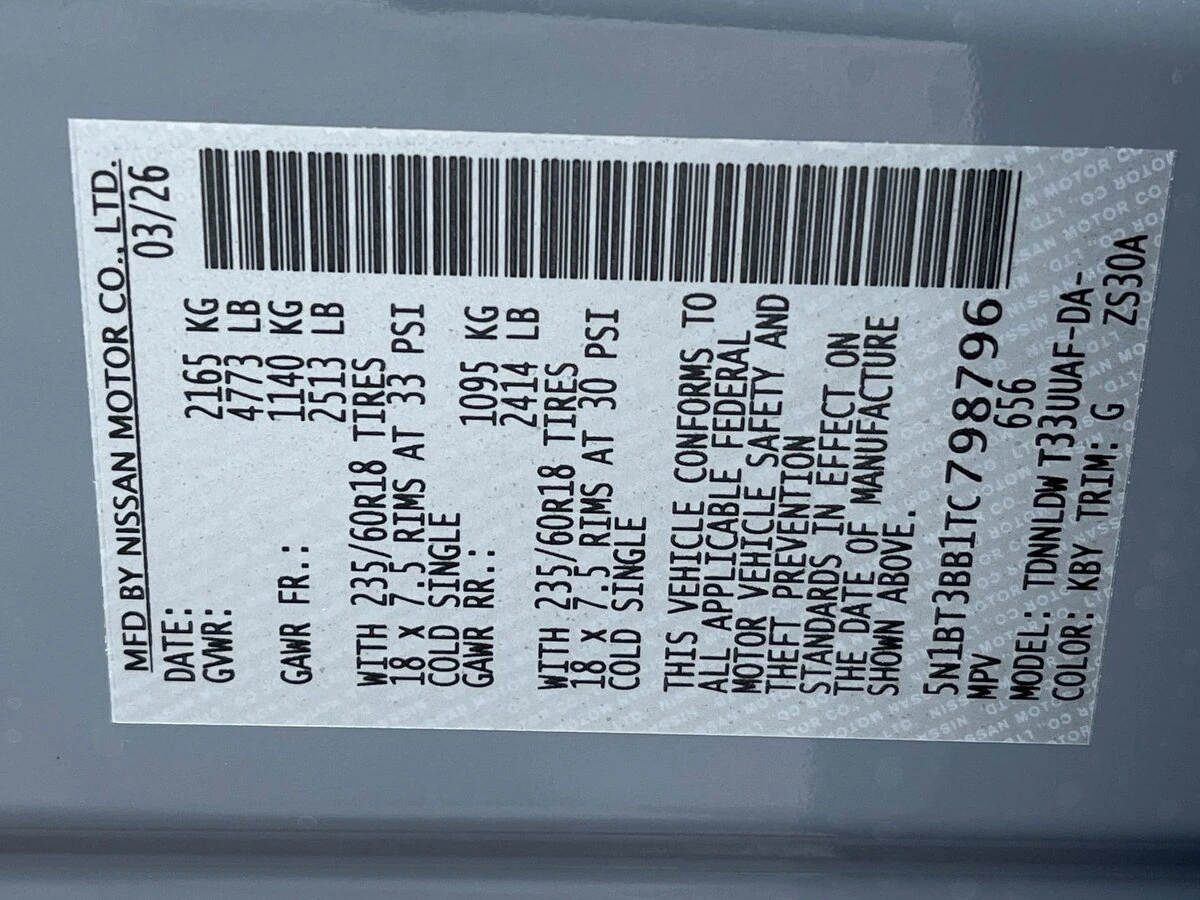 MFD BY NISSAN MOTOR CO., LTD.
DATE: 03/26
GVWR: 2165 KG
4773 LB
GAWR FR.: 1140 KG
2513 LB
WITH 235/60R18 TIRES
18 X 7.5 RIMS AT 33 PSI
COLD SINGLE
GAWR RR.: 1095 KG
2414 LB
WITH 235/60R18 TIRES
18 X 7.5 RIMS AT 30 PSI
COLD SINGLE
THIS VEHICLE CONFORMS TO
ALL APPLICABLE FEDERAL
MOTOR VEHICLE SAFETY AND
THEFT PREVENTION
STANDARDS IN EFFECT ON
THE DATE OF MANUFACTURE
SHOWN ABOVE.
5N1BT3BB1TC798796
MPV 656
MODEL: TDNNLDW T33UUAF-DA-
COLOR: KBY TRIM: G ZS30A